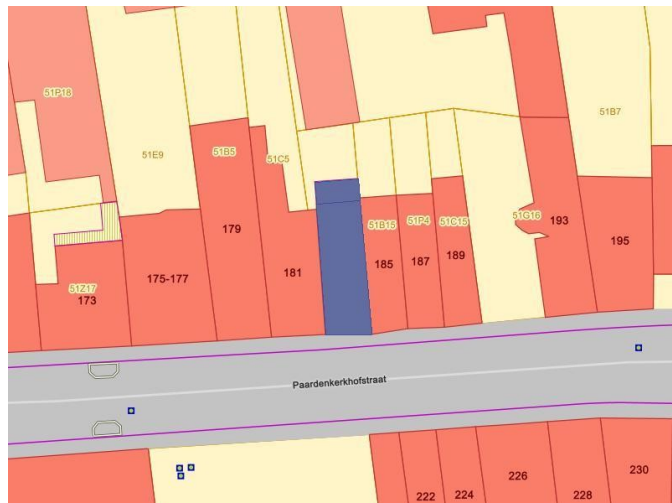 51P18
51B7
51E9
51B5
51C5
179
51B15
51P4
51C15
51G16
193
195
175-177
181
185
187
189
51Z17
173
Paardenkerkhofstraat
222
224
226
228
230